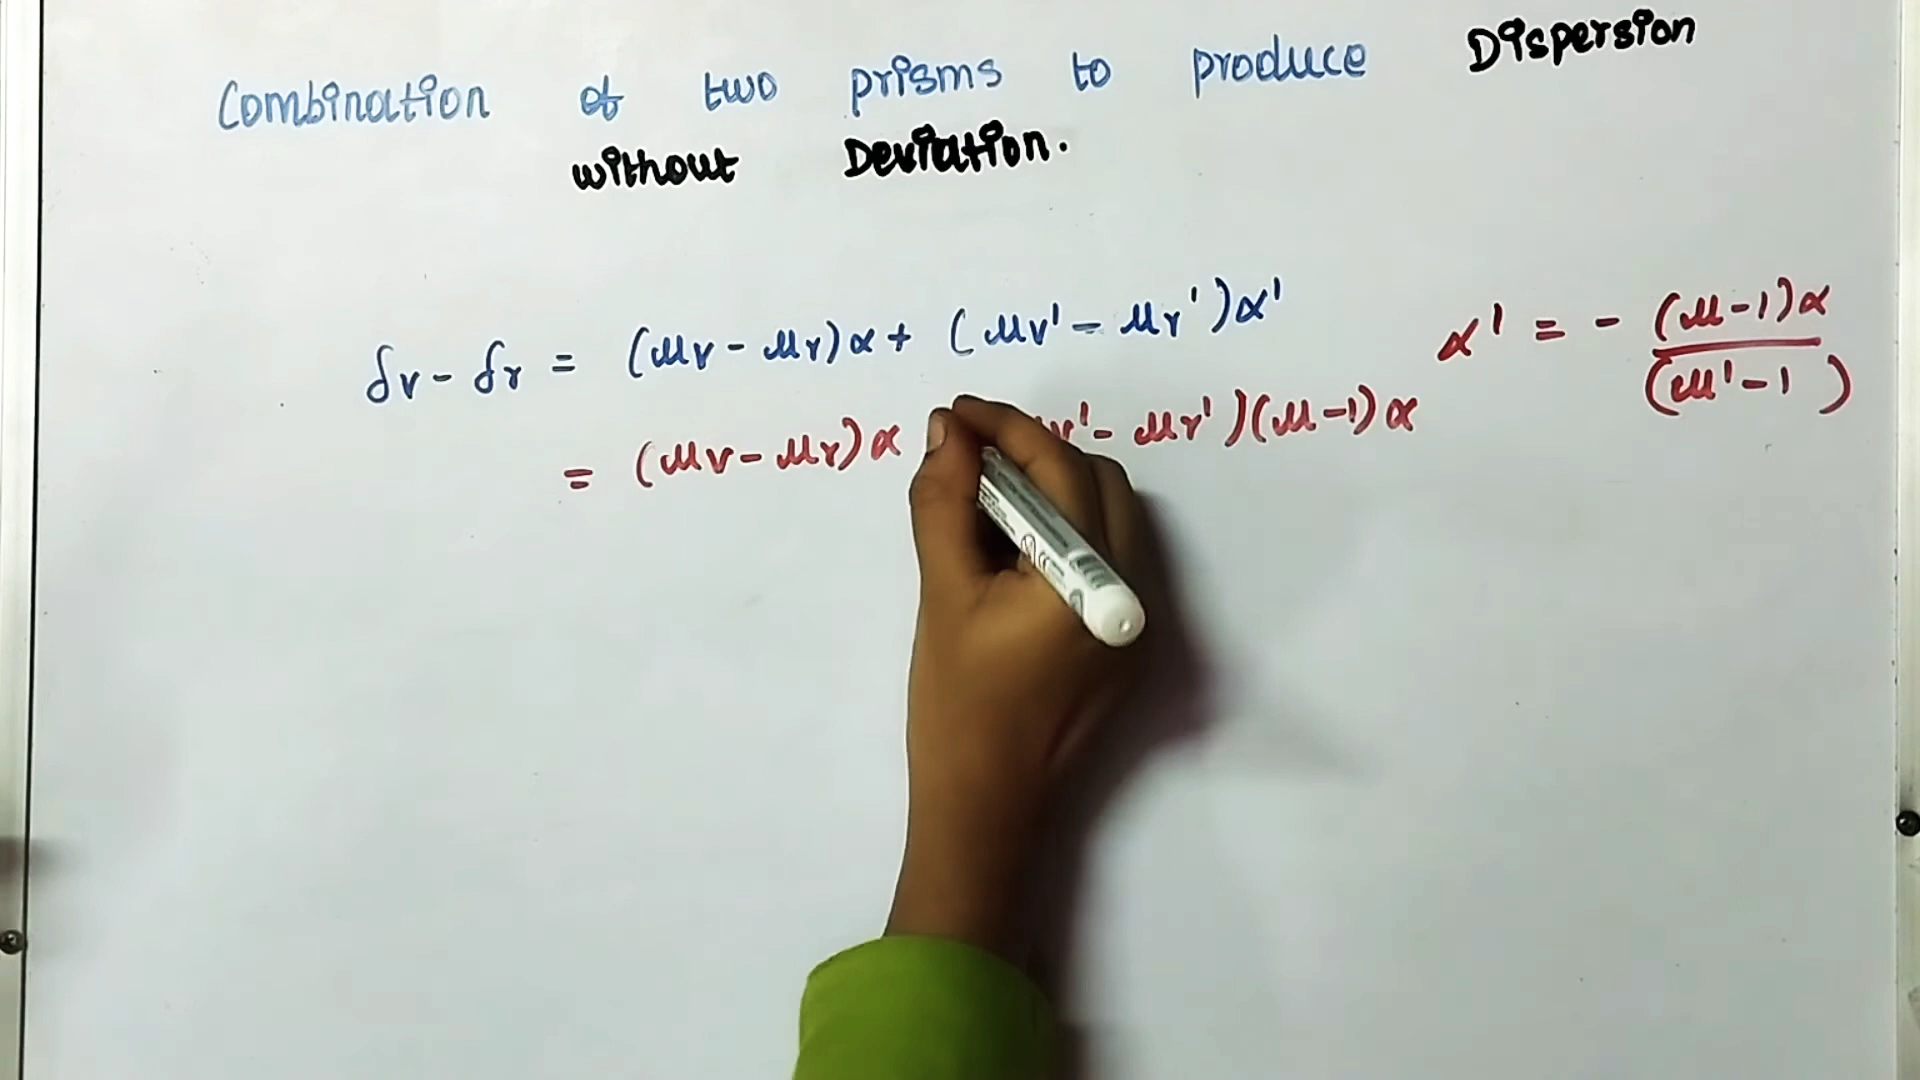 Combination of two prisms to produce Dispersion
without Deviation.
δv - δr = (μv - μr)α + (μv' - μr')α'
α' = - (μ-1)α / (μ'-1)
= (μv - μr)α v' - μr')(μ-1)α